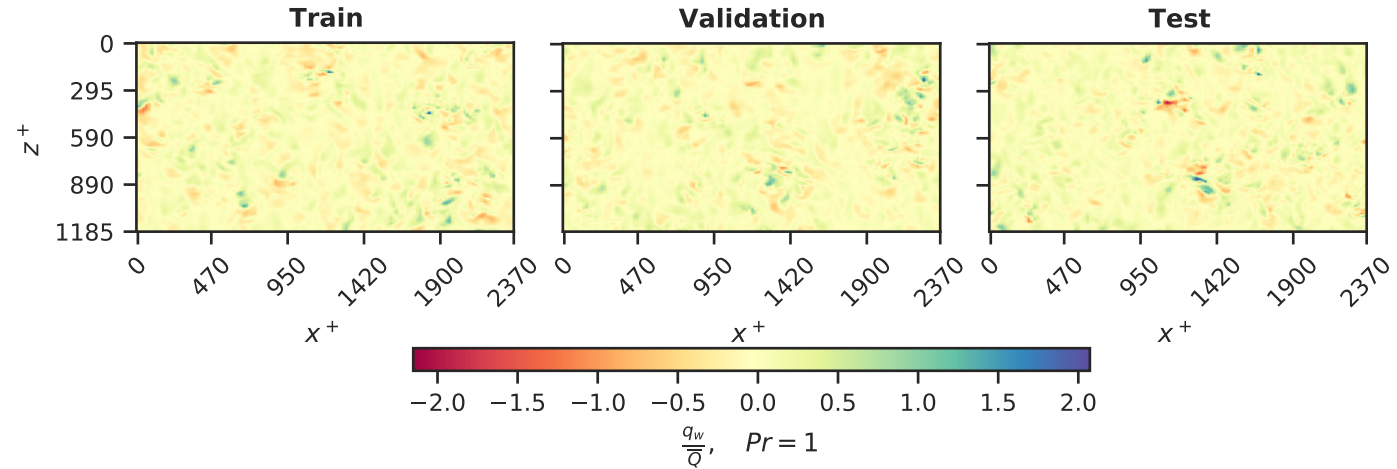 Train Validation Test
0
295
590
890
1185
z⁺
0 470 950 1420 1900 2370 0 470 950 1420 1900 2370 0 470 950 1420 1900 2370
x⁺ x⁺ x⁺
−2.0 −1.5 −1.0 −0.5 0.0 0.5 1.0 1.5 2.0
q_w/Q̅, Pr = 1